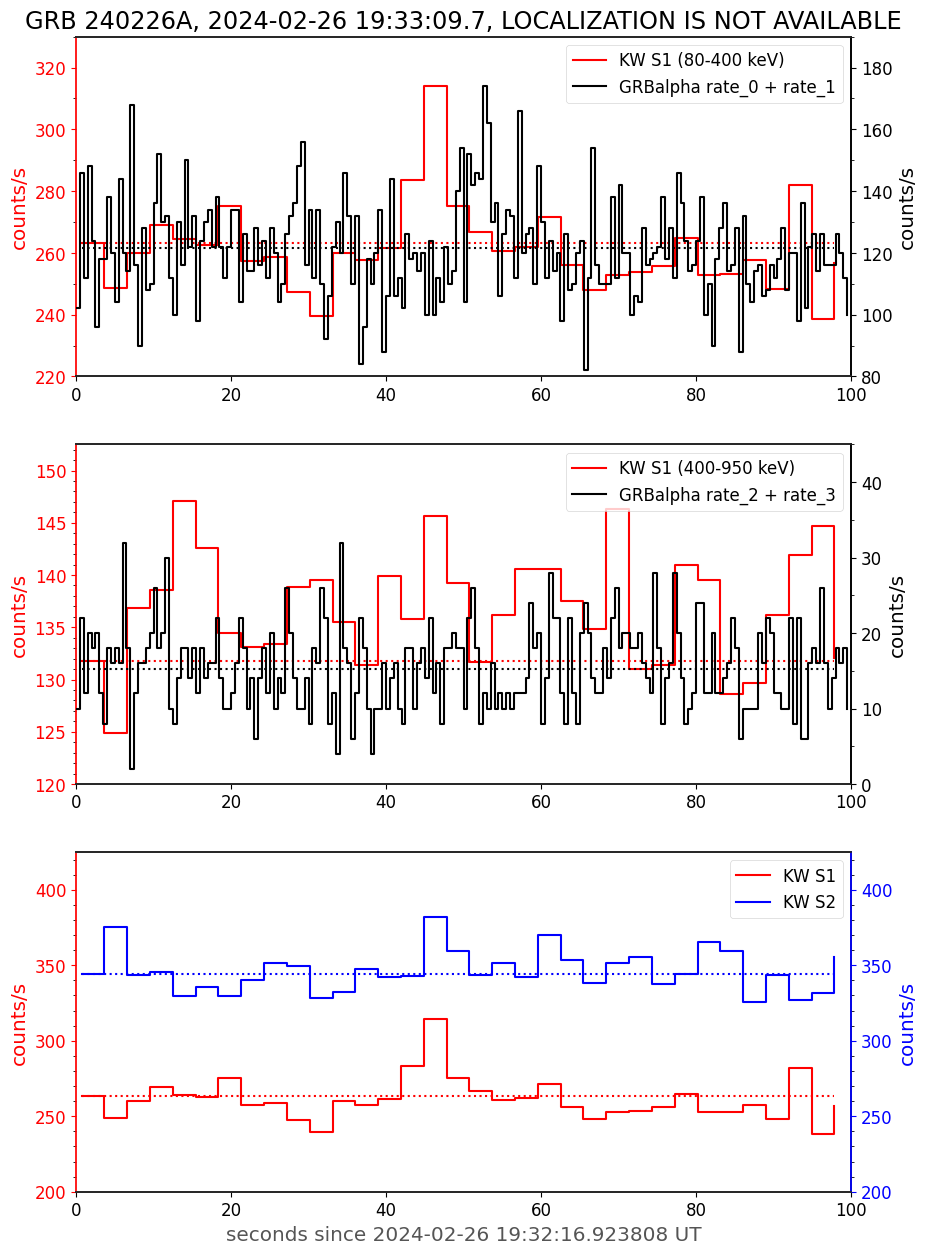 GRB 240226A, 2024-02-26 19:33:09.7, LOCALIZATION IS NOT AVAILABLE
KW S1 (80-400 keV)
GRBalpha rate_0 + rate_1
counts/s
counts/s
320
300
280
260
240
220
180
160
140
120
100
80
0 20 40 60 80 100
KW S1 (400-950 keV)
GRBalpha rate_2 + rate_3
counts/s
counts/s
150
145
140
135
130
125
120
40
30
20
10
0
0 20 40 60 80 100
KW S1
KW S2
counts/s
counts/s
400
350
300
250
200
400
350
300
250
200
0 20 40 60 80 100
seconds since 2024-02-26 19:32:16.923808 UT